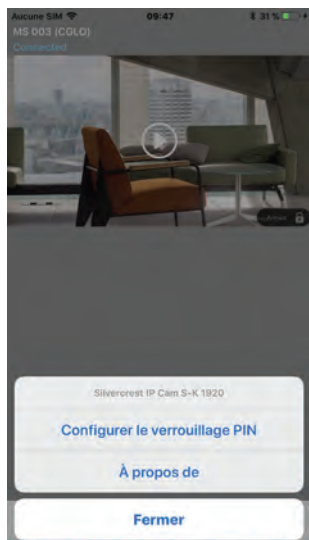 Aucune SIM 09:47 31 %
MS 003 (CGLO)
Connected
Silvercrest IP Cam S-K 1920
Configurer le verrouillage PIN
À propos de
Fermer